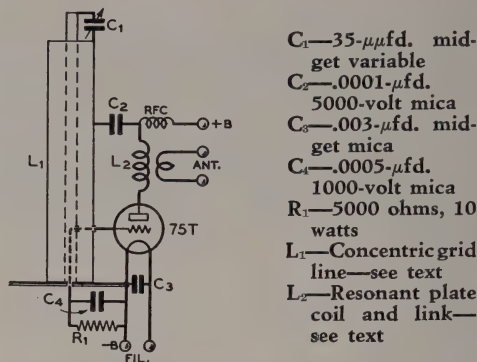 C₁
C₂
RFC
+B
L₁
L₂
ANT.
75T
C₃
C₄
R₁
-B
FIL.
C₁—35-μμfd. mid-
get variable
C₂—.0001-μfd.
5000-volt mica
C₃—.003-μfd. mid-
get mica
C₄—.0005-μfd.
1000-volt mica
R₁—5000 ohms, 10
watts
L₁—Concentric grid
line—see text
L₂—Resonant plate
coil and link—
see text